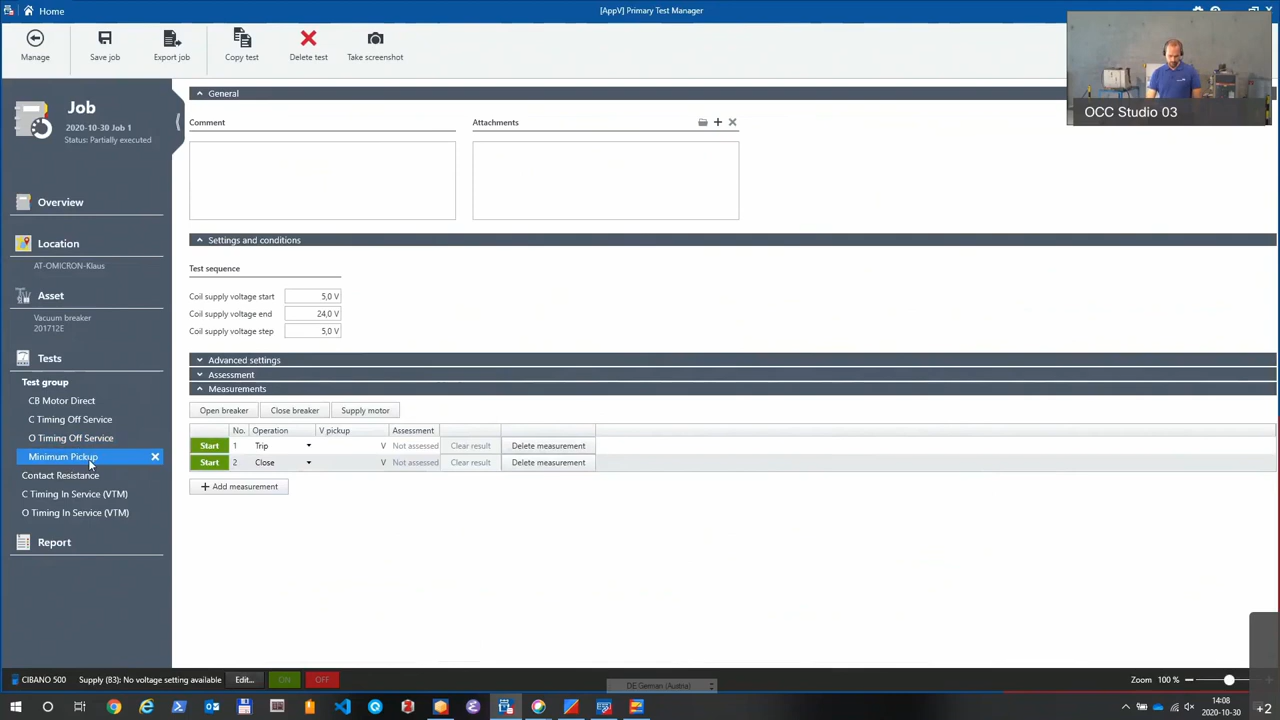 Home
[AppV] Primary Test Manager
Manage
Save job
Export job
Copy test
Delete test
Take screenshot
OCC Studio 03
Job
2020-10-30 Job 1
Status: Partially executed
Overview
Location
AT-OMICRON-Klaus
Asset
Vacuum breaker
201712E
Tests
Test group
CB Motor Direct
C Timing Off Service
O Timing Off Service
Minimum Pickup
Contact Resistance
C Timing In Service (VTM)
O Timing In Service (VTM)
Report
General
Comment
Attachments
Settings and conditions
Test sequence
Coil supply voltage start 5,0 V
Coil supply voltage end 24,0 V
Coil supply voltage step 5,0 V
Advanced settings
Assessment
Measurements
Open breaker Close breaker Supply motor
No. Operation V pickup Assessment
Start 1 Trip V Not assessed Clear result Delete measurement
Start 2 Close V Not assessed Clear result Delete measurement
+ Add measurement
CIBANO 500 Supply (B3): No voltage setting available Edit... ON OFF
DE German (Austria)
Zoom 100 %
14:08
2020-10-30
+2